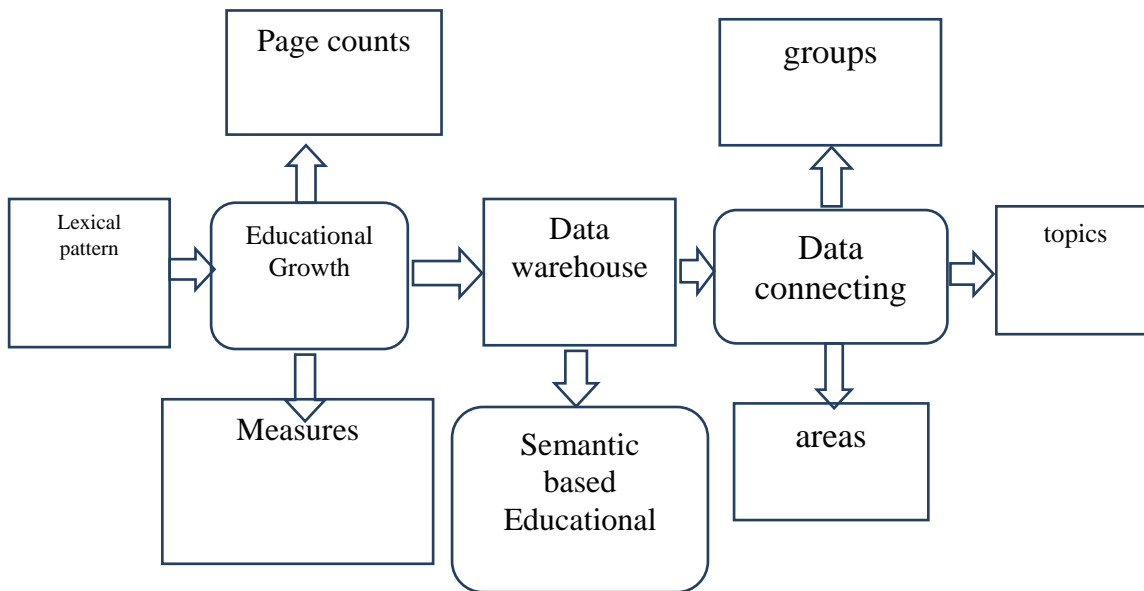 Page counts
groups
Lexical
pattern
Educational
Growth
Data
warehouse
Data
connecting
topics
Measures
Semantic
based
Educational
areas